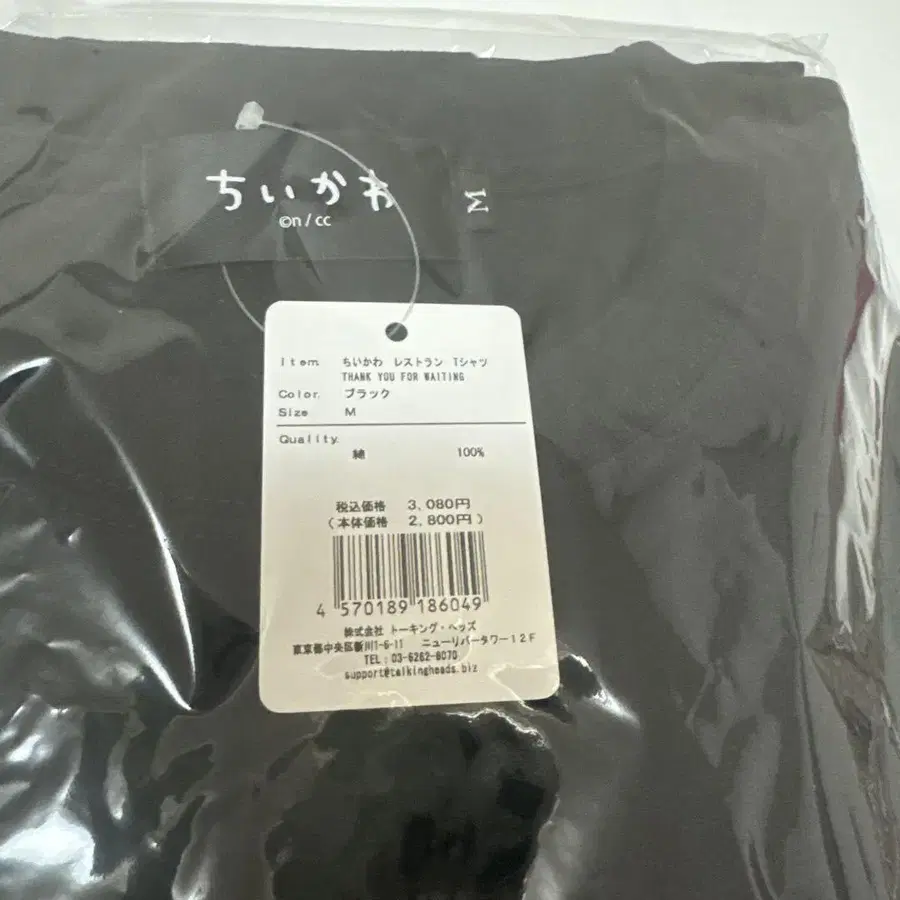 ちいかわ
M
©n / cc
Item ちいかわ レストラン Tシャツ
THANK YOU FOR WAITING
Color. ブラック
Size M
Quality.
綿 100%
税込価格 3,080円
(本体価格 2,800円)
4 570189 186049
株式会社 トーキング・ヘッズ
東京都中央区新川1-6-11 ニューリバータワー12F
TEL:03-6262-8070
support@talkingheads.biz